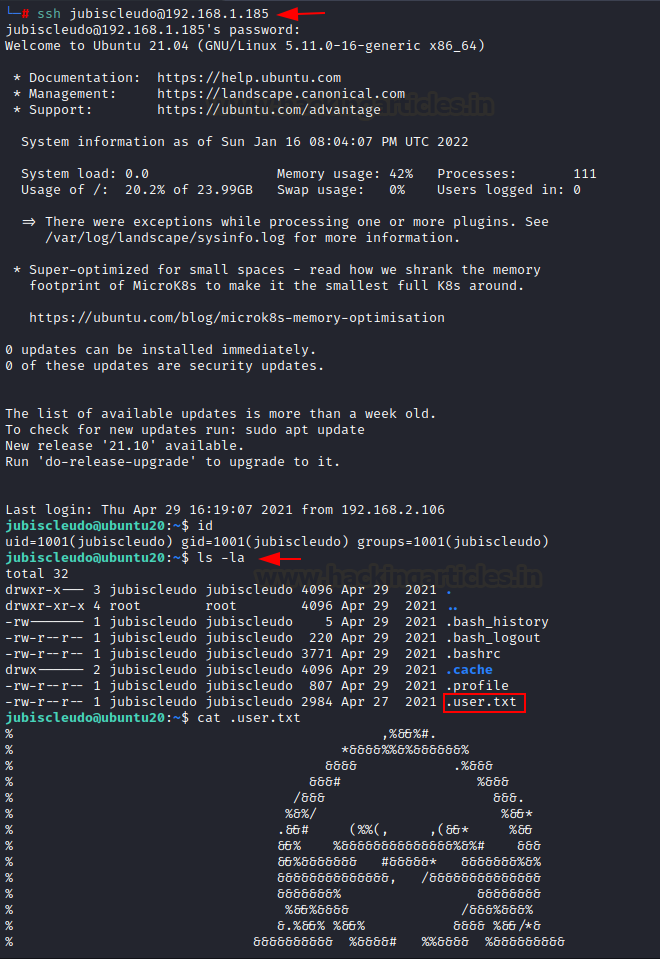 └─# ssh jubiscleudo@192.168.1.185
jubiscleudo@192.168.1.185's password:
Welcome to Ubuntu 21.04 (GNU/Linux 5.11.0-16-generic x86_64)

 * Documentation:  https://help.ubuntu.com
 * Management:     https://landscape.canonical.com
www.hackingarticles.in
 * Support:        https://ubuntu.com/advantage

  System information as of Sun Jan 16 08:04:07 PM UTC 2022

  System load: 0.0               Memory usage: 42%   Processes:       111
  Usage of /:  20.2% of 23.99GB   Swap usage:   0%    Users logged in: 0

  => There were exceptions while processing one or more plugins. See
     /var/log/landscape/sysinfo.log for more information.

 * Super-optimized for small spaces - read how we shrank the memory
   footprint of MicroK8s to make it the smallest full K8s around.

   https://ubuntu.com/blog/microk8s-memory-optimisation

0 updates can be installed immediately.
0 of these updates are security updates.


The list of available updates is more than a week old.
To check for new updates run: sudo apt update
New release '21.10' available.
Run 'do-release-upgrade' to upgrade to it.


Last login: Thu Apr 29 16:19:07 2021 from 192.168.2.106
jubiscleudo@ubuntu20:~$ id
uid=1001(jubiscleudo) gid=1001(jubiscleudo) groups=1001(jubiscleudo)
jubiscleudo@ubuntu20:~$ ls -la
total 32
www.hackingarticles.in
drwxr-x--- 3 jubiscleudo jubiscleudo 4096 Apr 29  2021 .
drwxr-xr-x 4 root        root        4096 Apr 29  2021 ..
-rw------- 1 jubiscleudo jubiscleudo    5 Apr 29  2021 .bash_history
-rw-r--r-- 1 jubiscleudo jubiscleudo  220 Apr 29  2021 .bash_logout
-rw-r--r-- 1 jubiscleudo jubiscleudo 3771 Apr 29  2021 .bashrc
drwx------ 2 jubiscleudo jubiscleudo 4096 Apr 29  2021 .cache
-rw-r--r-- 1 jubiscleudo jubiscleudo  807 Apr 29  2021 .profile
-rw-r--r-- 1 jubiscleudo jubiscleudo 2984 Apr 27  2021 .user.txt
jubiscleudo@ubuntu20:~$ cat .user.txt
%                                              ,%&&%#.
%                                         *&&&&%%&%&&&&&&%
%                                       &&&&            .%&&&
%                                     &&&#                 %&&&
%                                   /&&&                     &&&.
%                                  %&%/                       %&&*
%                                 .&&#     (%%(,     ,(&&*     %&&
%                                 &&%    %&&&&&&&&&&&&&&%&%#    &&&
%                                 &&%&&&&&&&   #&&&&&*   &&&&&&&%&%
%                                 &&&&&&&&&&&&&&,   /&&&&&&&&&&&&&&
%                                 &&&&&&&%                 &&&&&&&&
%                                  %&&%&&&&              /&&&%&&&%
%                                 &.%&&% %&&%           &&&& %&&/*&
%                              &&&&&&&&&&  %&&&&#   %%&&&&  %&&&&&&&&&